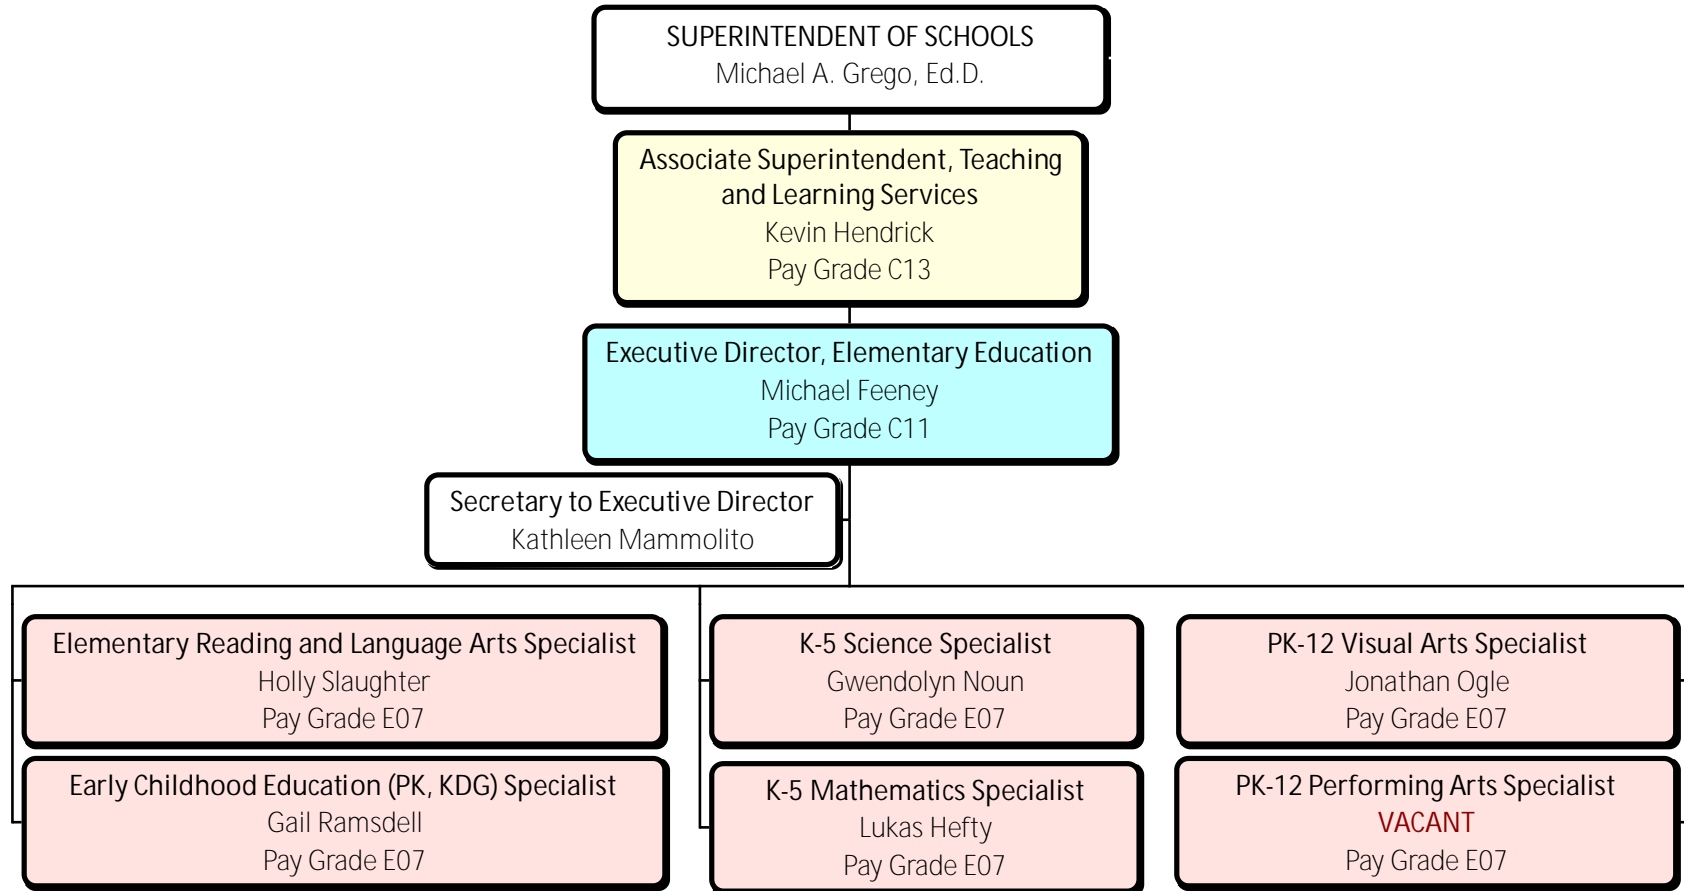 SUPERINTENDENT OF SCHOOLS
Michael A. Grego, Ed.D.
Associate Superintendent, Teaching
and Learning Services
Kevin Hendrick
Pay Grade C13
Executive Director, Elementary Education
Michael Feeney
Pay Grade C11
Secretary to Executive Director
Kathleen Mammolito
Elementary Reading and Language Arts Specialist
Holly Slaughter
Pay Grade E07
Early Childhood Education (PK, KDG) Specialist
Gail Ramsdell
Pay Grade E07
K-5 Science Specialist
Gwendolyn Noun
Pay Grade E07
K-5 Mathematics Specialist
Lukas Hefty
Pay Grade E07
PK-12 Visual Arts Specialist
Jonathan Ogle
Pay Grade E07
PK-12 Performing Arts Specialist
VACANT
Pay Grade E07